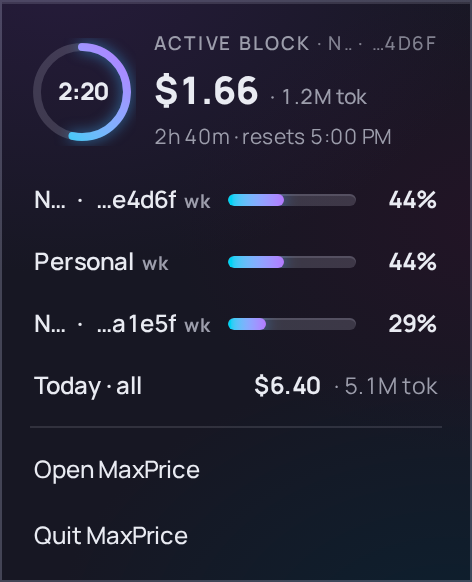 2:20
ACTIVE BLOCK · N.. · …4D6F
$1.66 · 1.2M tok
2h 40m · resets 5:00 PM
N… · …e4d6f wk 44%
Personal wk 44%
N… · …a1e5f wk 29%
Today · all $6.40 · 5.1M tok
Open MaxPrice
Quit MaxPrice